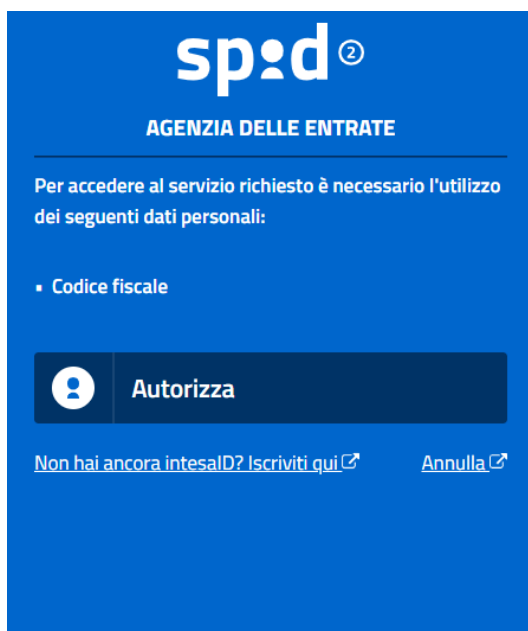 spid 2
AGENZIA DELLE ENTRATE
Per accedere al servizio richiesto è necessario l'utilizzo
dei seguenti dati personali:
▪ Codice fiscale
Autorizza
Non hai ancora intesaID? Iscriviti qui
Annulla